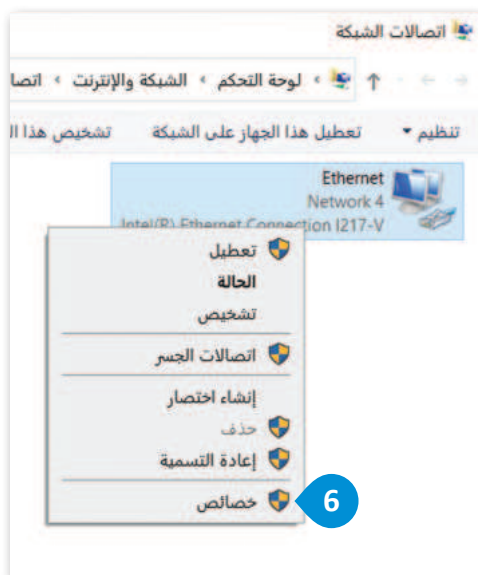 اتصالات الشبكة
لوحة التحكم › الشبكة والإنترنت › اتصا
تنظيم تعطيل هذا الجهاز على الشبكة تشخيص هذا ال
Ethernet
Network 4
Intel(R) Ethernet Connection I217-V
تعطيل
الحالة
تشخيص
اتصالات الجسر
إنشاء اختصار
حذف
إعادة التسمية
خصائص
6